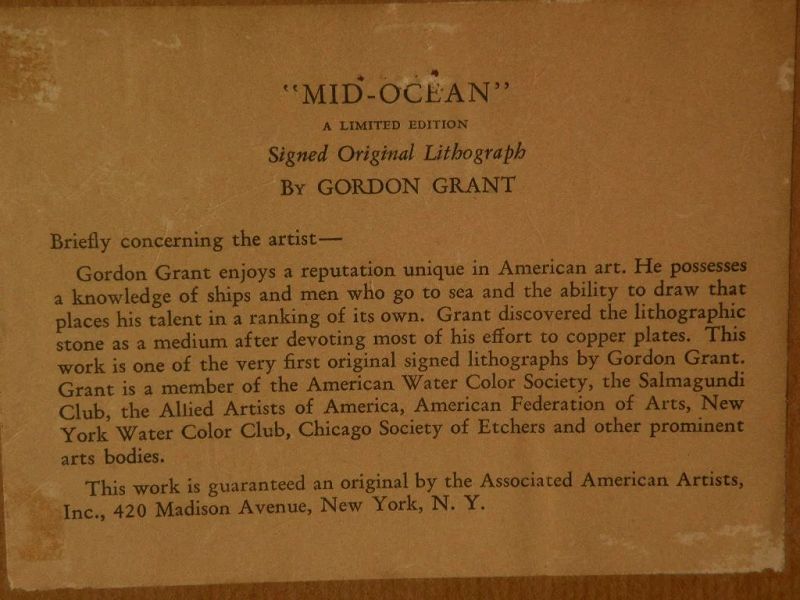 "MID-OCEAN"
A LIMITED EDITION
Signed Original Lithograph
By GORDON GRANT
Briefly concerning the artist—
Gordon Grant enjoys a reputation unique in American art. He possesses
a knowledge of ships and men who go to sea and the ability to draw that
places his talent in a ranking of its own. Grant discovered the lithographic
stone as a medium after devoting most of his effort to copper plates. This
work is one of the very first original signed lithographs by Gordon Grant.
Grant is a member of the American Water Color Society, the Salmagundi
Club, the Allied Artists of America, American Federation of Arts, New
York Water Color Club, Chicago Society of Etchers and other prominent
arts bodies.
This work is guaranteed an original by the Associated American Artists,
Inc., 420 Madison Avenue, New York, N. Y.